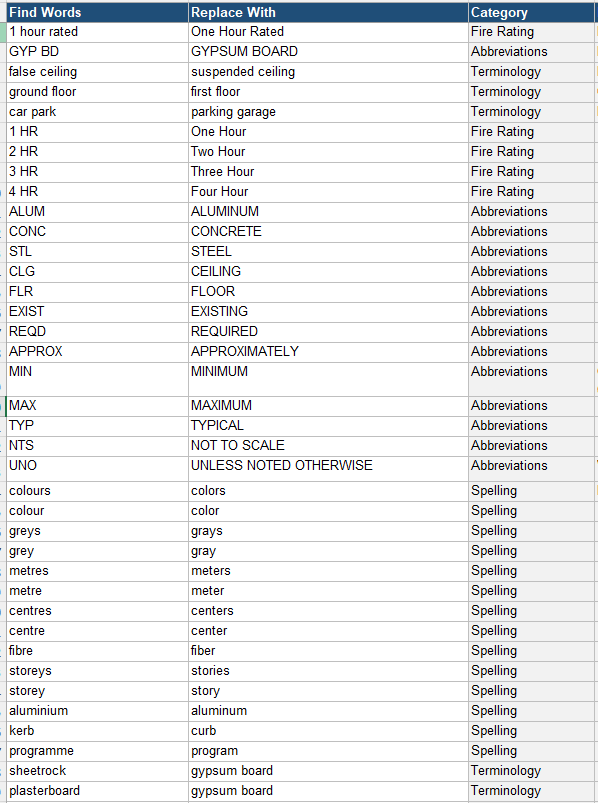 Find Words Replace With Category
1 hour rated One Hour Rated Fire Rating
GYP BD GYPSUM BOARD Abbreviations
false ceiling suspended ceiling Terminology
ground floor first floor Terminology
car park parking garage Terminology
1 HR One Hour Fire Rating
2 HR Two Hour Fire Rating
3 HR Three Hour Fire Rating
4 HR Four Hour Fire Rating
ALUM ALUMINUM Abbreviations
CONC CONCRETE Abbreviations
STL STEEL Abbreviations
CLG CEILING Abbreviations
FLR FLOOR Abbreviations
EXIST EXISTING Abbreviations
REQD REQUIRED Abbreviations
APPROX APPROXIMATELY Abbreviations
MIN MINIMUM Abbreviations
MAX MAXIMUM Abbreviations
TYP TYPICAL Abbreviations
NTS NOT TO SCALE Abbreviations
UNO UNLESS NOTED OTHERWISE Abbreviations
colours colors Spelling
colour color Spelling
greys grays Spelling
grey gray Spelling
metres meters Spelling
metre meter Spelling
centres centers Spelling
centre center Spelling
fibre fiber Spelling
storeys stories Spelling
storey story Spelling
aluminium aluminum Spelling
kerb curb Spelling
programme program Spelling
sheetrock gypsum board Terminology
plasterboard gypsum board Terminology